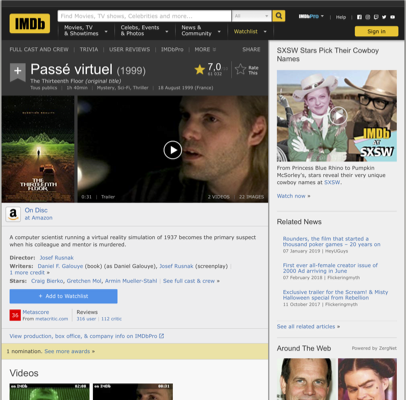 IMDb
Find Movies, TV shows, Celebrities and more...
All
Movies, TV & Showtimes
Celebs, Events & Photos
News & Community
Watchlist
IMDbPro
Help
Sign in
FULL CAST AND CREW | TRIVIA | USER REVIEWS | IMDbPro | MORE
SHARE
Passé virtuel (1999)
The Thirteenth Floor (original title)
Tous publics | 1h 40min | Mystery, Sci-Fi, Thriller | 18 August 1999 (France)
7,0
Rate This
THE THIRTEENTH FLOOR
0:31 | Trailer
2 VIDEOS
22 IMAGES
On Disc
at Amazon
A computer scientist running a virtual reality simulation of 1937 becomes the primary suspect
when his colleague and mentor is murdered.
Director: Josef Rusnak
Writers: Daniel F. Galouye (book) (as Daniel Galouye), Josef Rusnak (screenplay) |
1 more credit »
Stars: Craig Bierko, Gretchen Mol, Armin Mueller-Stahl | See full cast & crew »
+ Add to Watchlist
36
Metascore
From metacritic.com
Reviews
316 user | 112 critic
View production, box office, & company info on IMDbPro
1 nomination. See more awards »
Videos
SXSW Stars Pick Their Cowboy
Names
IMDb
AT
SXSW
From Princess Blue Rhino to Pumpkin
McSorley's, stars reveal their very unique
cowboy names at SXSW.
Watch now »
Related News
Rounders, the film that started a
thousand poker games – 20 years on
07 January 2019 | HeyUGuys
First ever all-female creator issue of
2000 Ad arriving in June
07 February 2018 | Flickeringmyth
Exclusive trailer for the Scream! & Misty
Halloween special from Rebellion
11 October 2017 | Flickeringmyth
See all related articles »
Around The Web
Powered by ZergNet